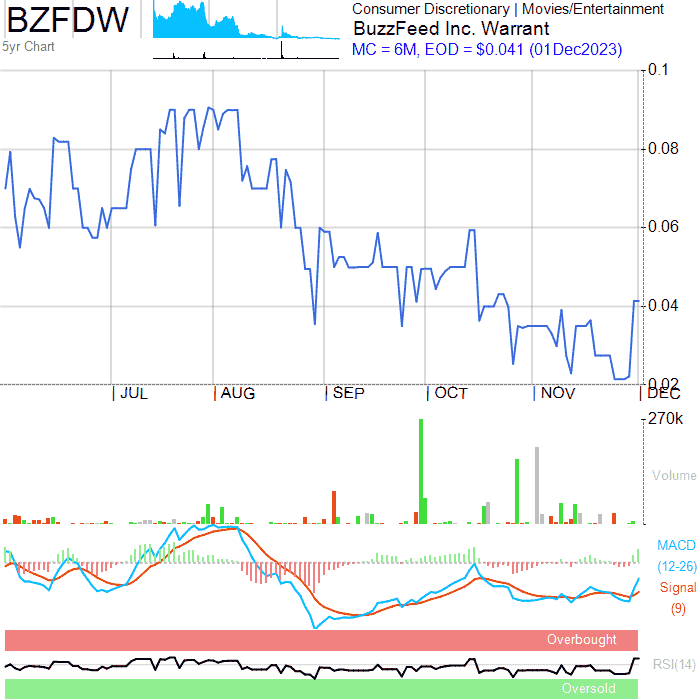 BZFDW
5yr Chart
Consumer Discretionary | Movies/Entertainment
BuzzFeed Inc. Warrant
MC = 6M, EOD = $0.041 (01Dec2023)
0.1
0.08
0.06
0.04
0.02
JUL AUG SEP OCT NOV DEC
270k
Volume
MACD
(12-26)
Signal
(9)
Overbought
RSI(14)
Oversold